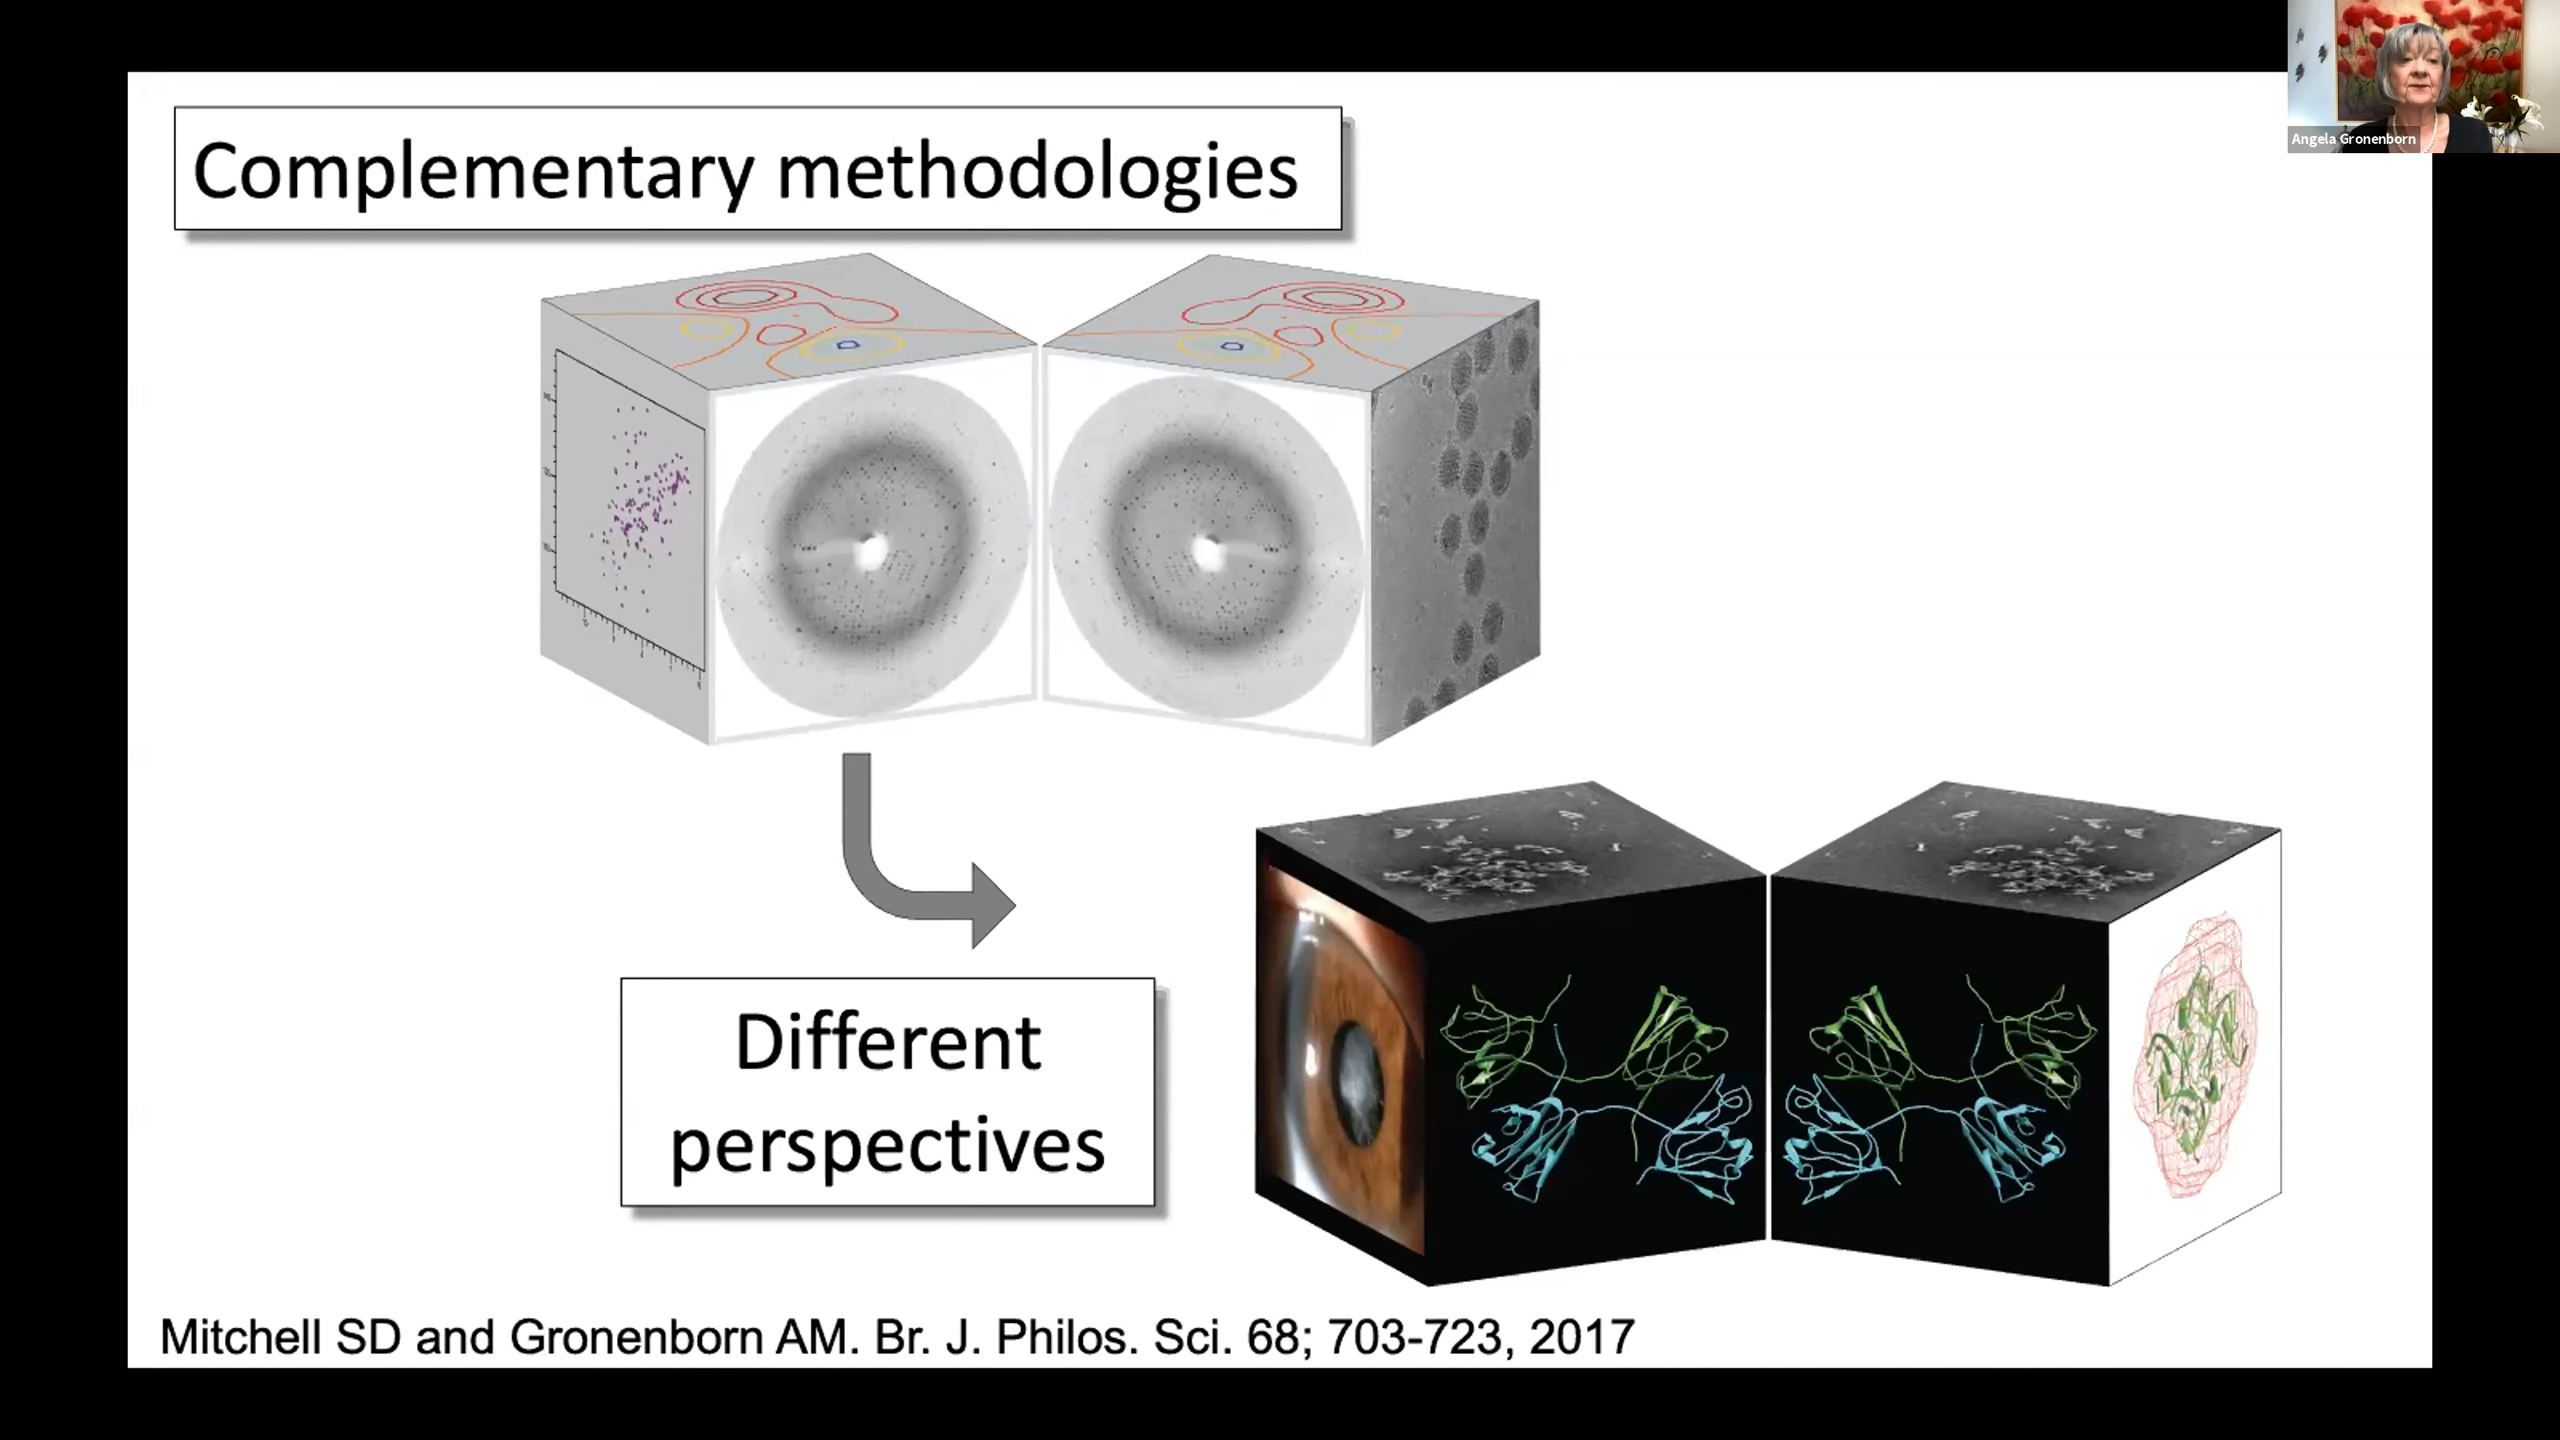 Complementary methodologies
Angela Gronenborn
Different
perspectives
Mitchell SD and Gronenborn AM. Br. J. Philos. Sci. 68; 703-723, 2017